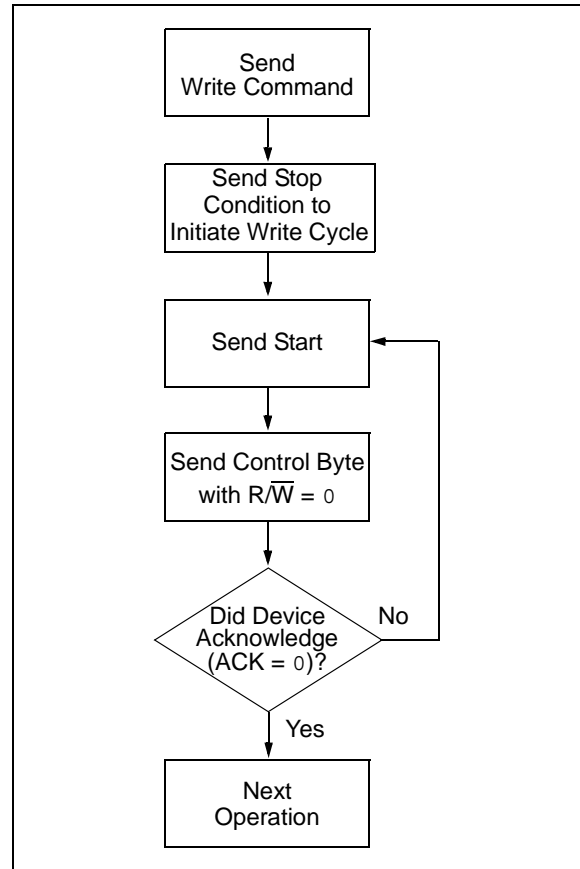 Send
Write Command
Send Stop
Condition to
Initiate Write Cycle
Send Start
Send Control Byte
with R/W̅ = 0
Did Device
Acknowledge
(ACK = 0)?
No
Yes
Next
Operation